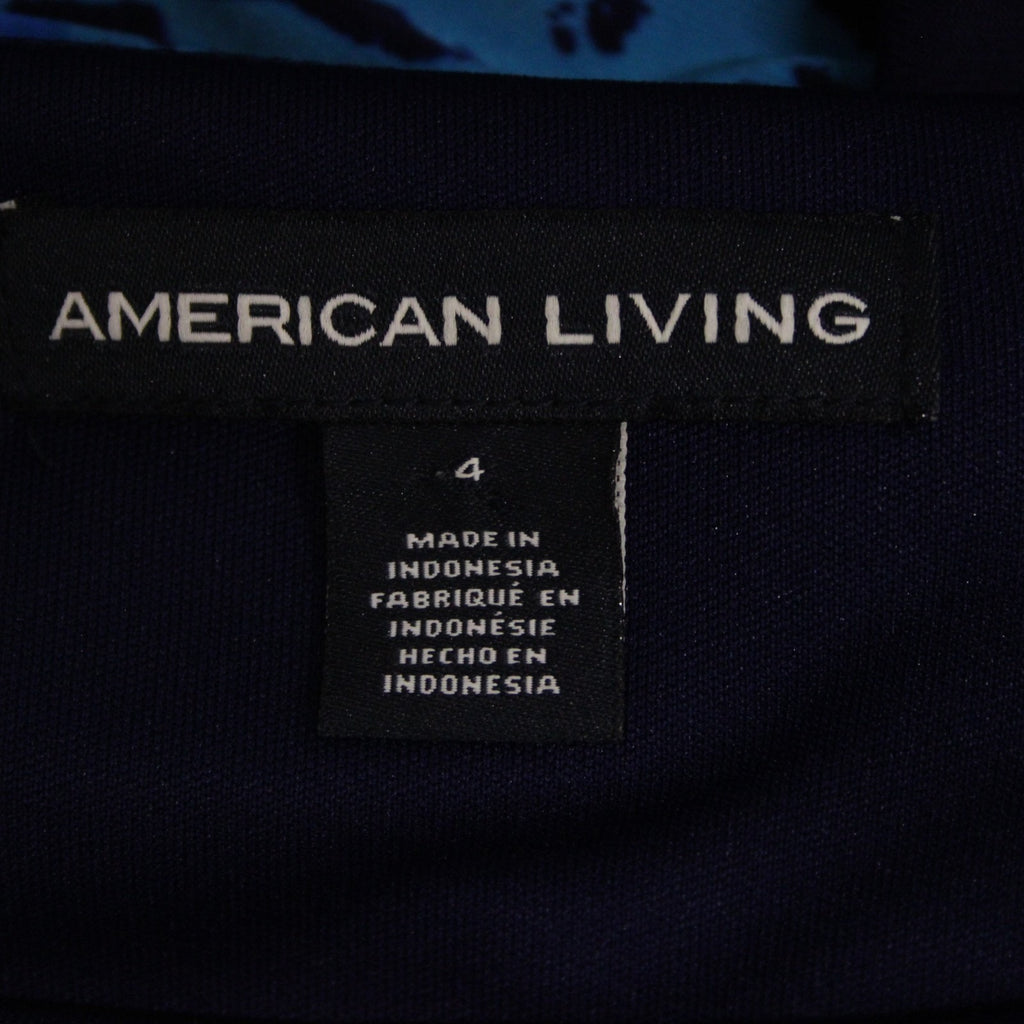 AMERICAN LIVING
4
MADE IN
INDONESIA
FABRIQUÉ EN
INDONÉSIE
HECHO EN
INDONESIA